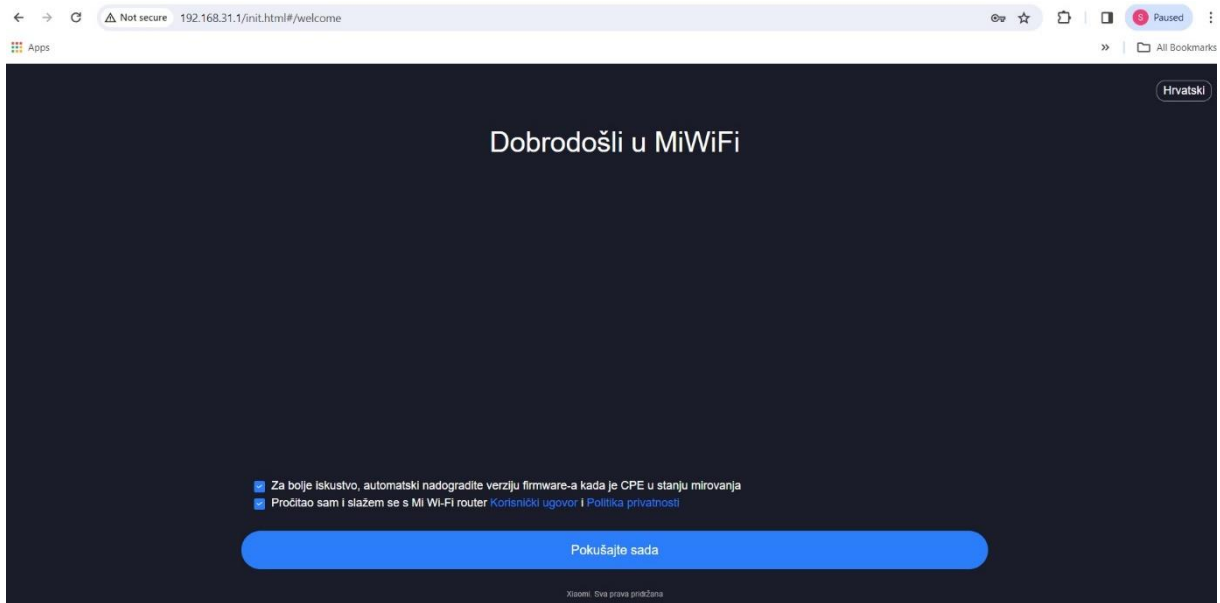 Not secure 192.168.31.1/init.html#/welcome
S Paused
Apps
» All Bookmarks
Hrvatski
Dobrodošli u MiWiFi
Za bolje iskustvo, automatski nadogradite verziju firmware-a kada je CPE u stanju mirovanja
Pročitao sam i slažem se s Mi Wi-Fi router Korisnički ugovor i Politika privatnosti
Pokušajte sada
Xiaomi. Sva prava pridržana